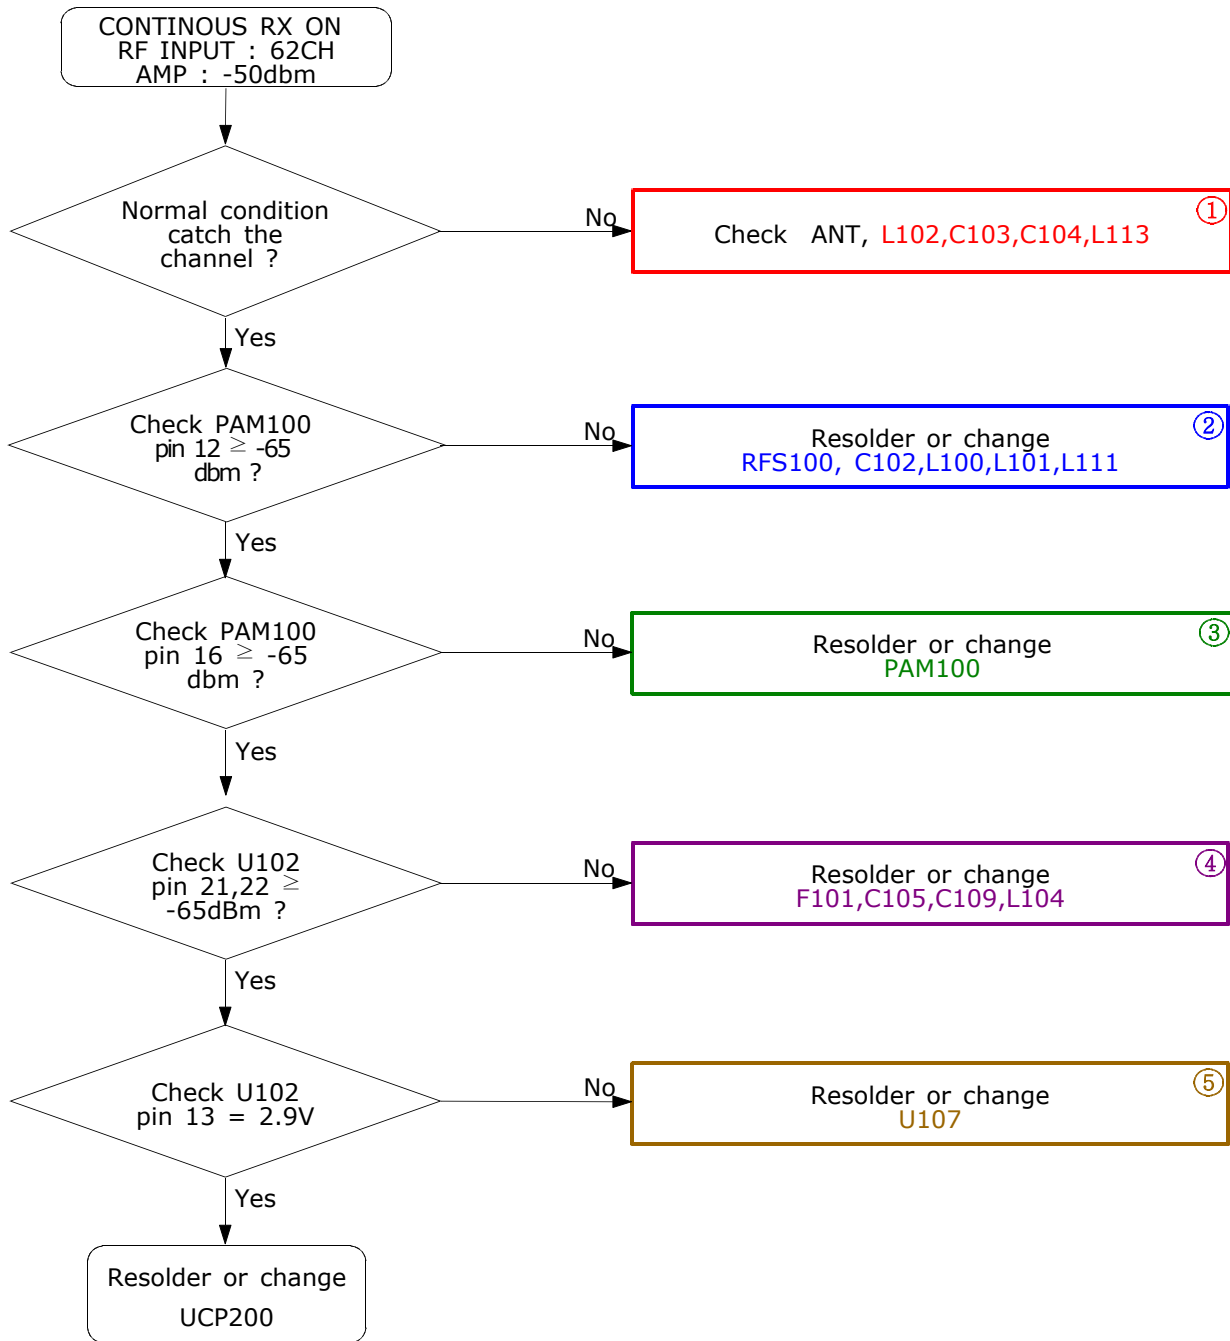 CONTINOUS RX ON
RF INPUT : 62CH
AMP : -50dbm
Normal condition
catch the
channel ?
No
①
Check ANT, L102,C103,C104,L113
Yes
Check PAM100
pin 12 ≥ -65
dbm ?
No
②
Resolder or change
RFS100, C102,L100,L101,L111
Yes
Check PAM100
pin 16 ≥ -65
dbm ?
No
③
Resolder or change
PAM100
Yes
Check U102
pin 21,22 ≥
-65dBm ?
No
④
Resolder or change
F101,C105,C109,L104
Yes
Check U102
pin 13 = 2.9V
No
⑤
Resolder or change
U107
Yes
Resolder or change
UCP200